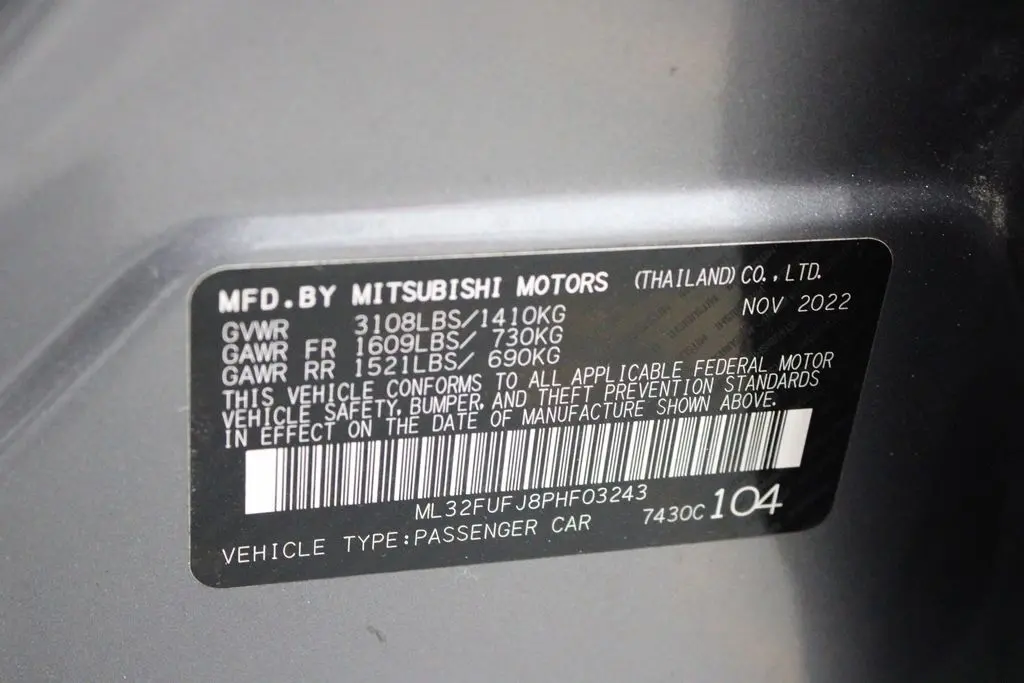 MFD.BY MITSUBISHI MOTORS (THAILAND) CO., LTD.
GVWR 3108LBS/1410KG NOV 2022
GAWR FR 1609LBS/ 730KG
GAWR RR 1521LBS/ 690KG
THIS VEHICLE CONFORMS TO ALL APPLICABLE FEDERAL MOTOR
VEHICLE SAFETY, BUMPER, AND THEFT PREVENTION STANDARDS
IN EFFECT ON THE DATE OF MANUFACTURE SHOWN ABOVE.
ML32FUFJ8PHF03243
VEHICLE TYPE:PASSENGER CAR 7430C 104